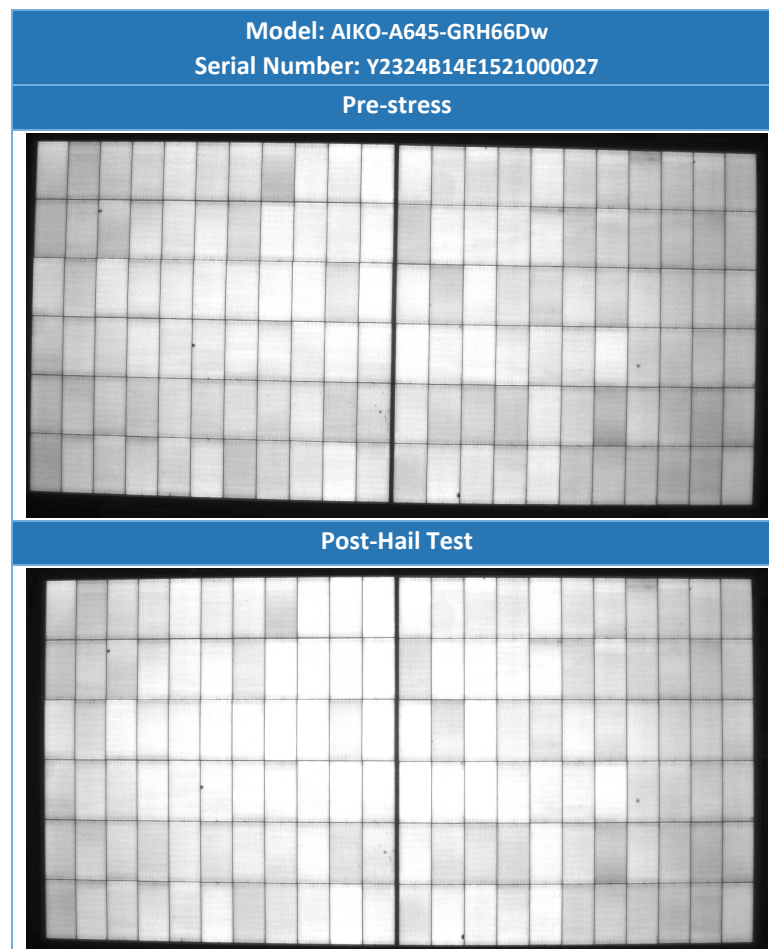 Model: AIKO-A645-GRH66Dw
Serial Number: Y2324B14E1521000027
Pre-stress
Post-Hail Test